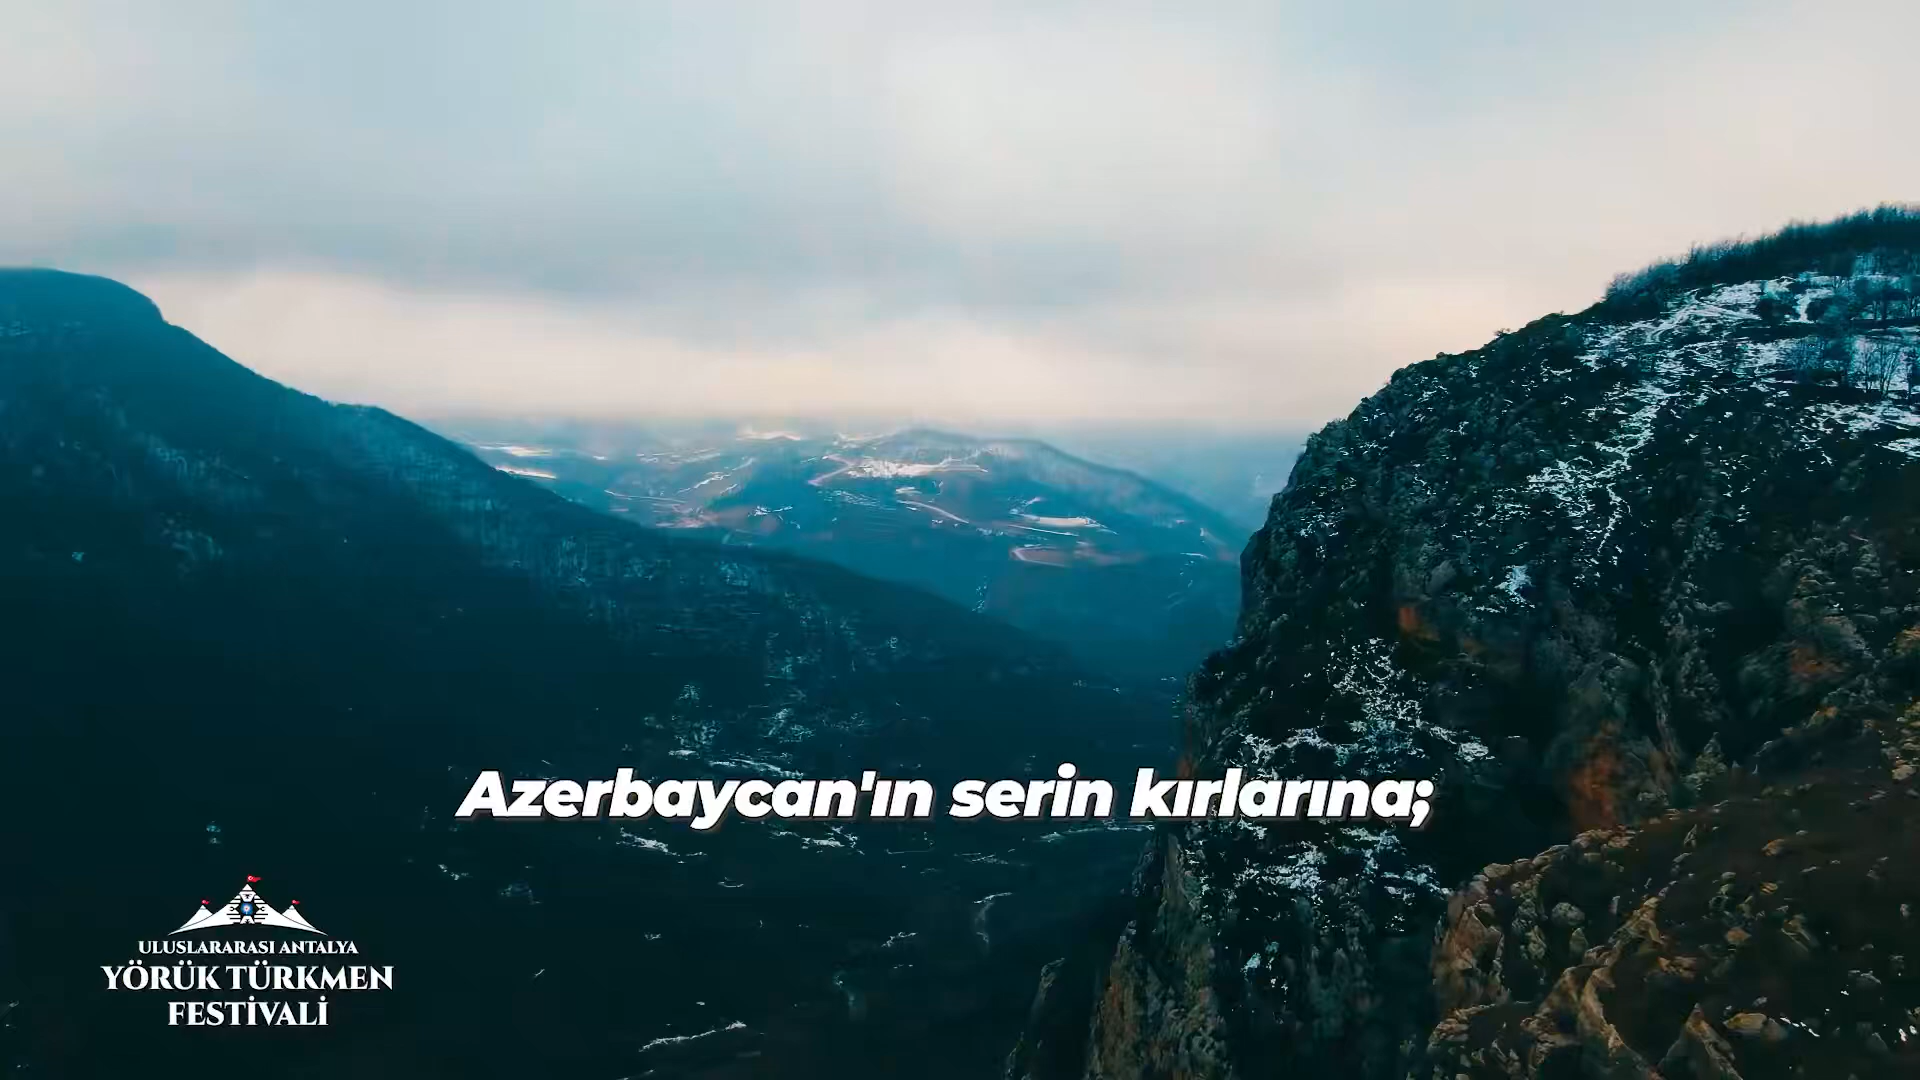 Azerbaycan'ın serin kırlarına;
ULUSLARARASI ANTALYA
YÖRÜK TÜRKMEN
FESTİVALİ